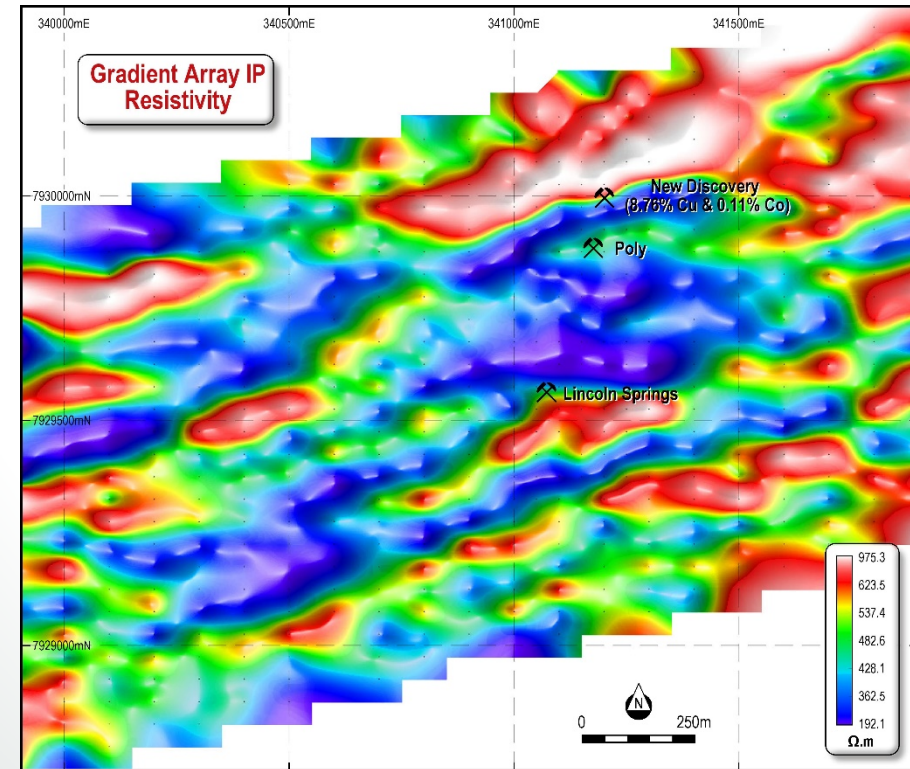 340000mE
340500mE
341000mE
341500mE
Gradient Array IP
Resistivity
7930000mN
New Discovery
(8.76% Cu & 0.11% Co)
Poly
Lincoln Springs
7929500mN
7929000mN
N
0
250m
975.3
623.5
537.4
482.6
428.1
362.5
192.1
Ω.m